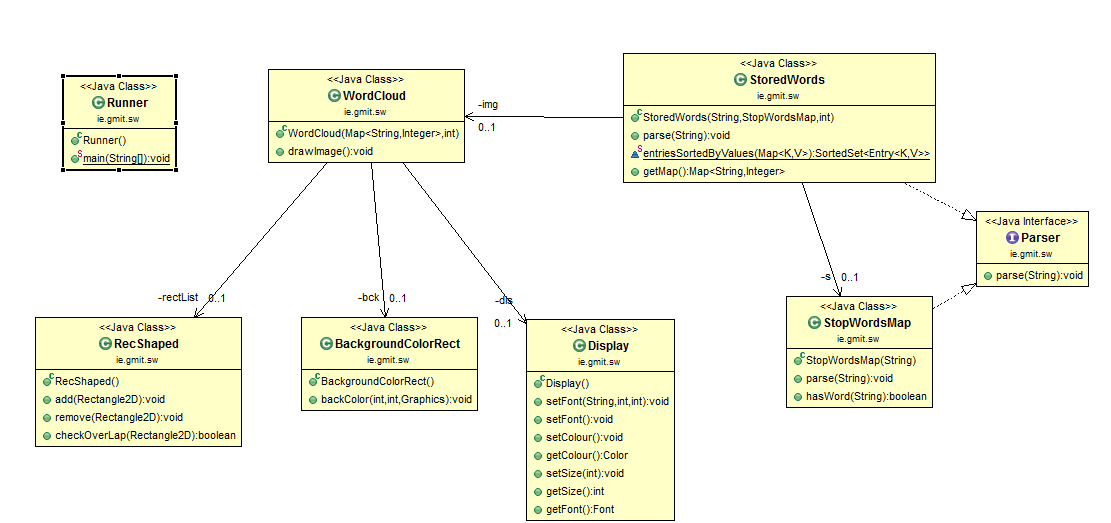 <<Java Class>>
Runner
ie.gmit.sw
Runner()
main(String[]):void
<<Java Class>>
WordCloud
ie.gmit.sw
WordCloud(Map<String,Integer>,int)
drawImage():void
-img
0..1
<<Java Class>>
StoredWords
ie.gmit.sw
StoredWords(String,StopWordsMap,int)
parse(String):void
entriesSortedByValues(Map<K,V>):SortedSet<Entry<K,V>>
getMap():Map<String,Integer>
<<Java Interface>>
Parser
ie.gmit.sw
parse(String):void
-rectList 0..1
-bck 0..1
-dis
0..1
-s 0..1
<<Java Class>>
RecShaped
ie.gmit.sw
RecShaped()
add(Rectangle2D):void
remove(Rectangle2D):void
checkOverLap(Rectangle2D):boolean
<<Java Class>>
BackgroundColorRect
ie.gmit.sw
BackgroundColorRect()
backColor(int,int,Graphics):void
<<Java Class>>
Display
ie.gmit.sw
Display()
setFont(String,int,int):void
setFont():void
setColour():void
getColour():Color
setSize(int):void
getSize():int
getFont():Font
<<Java Class>>
StopWordsMap
ie.gmit.sw
StopWordsMap(String)
parse(String):void
hasWord(String):boolean